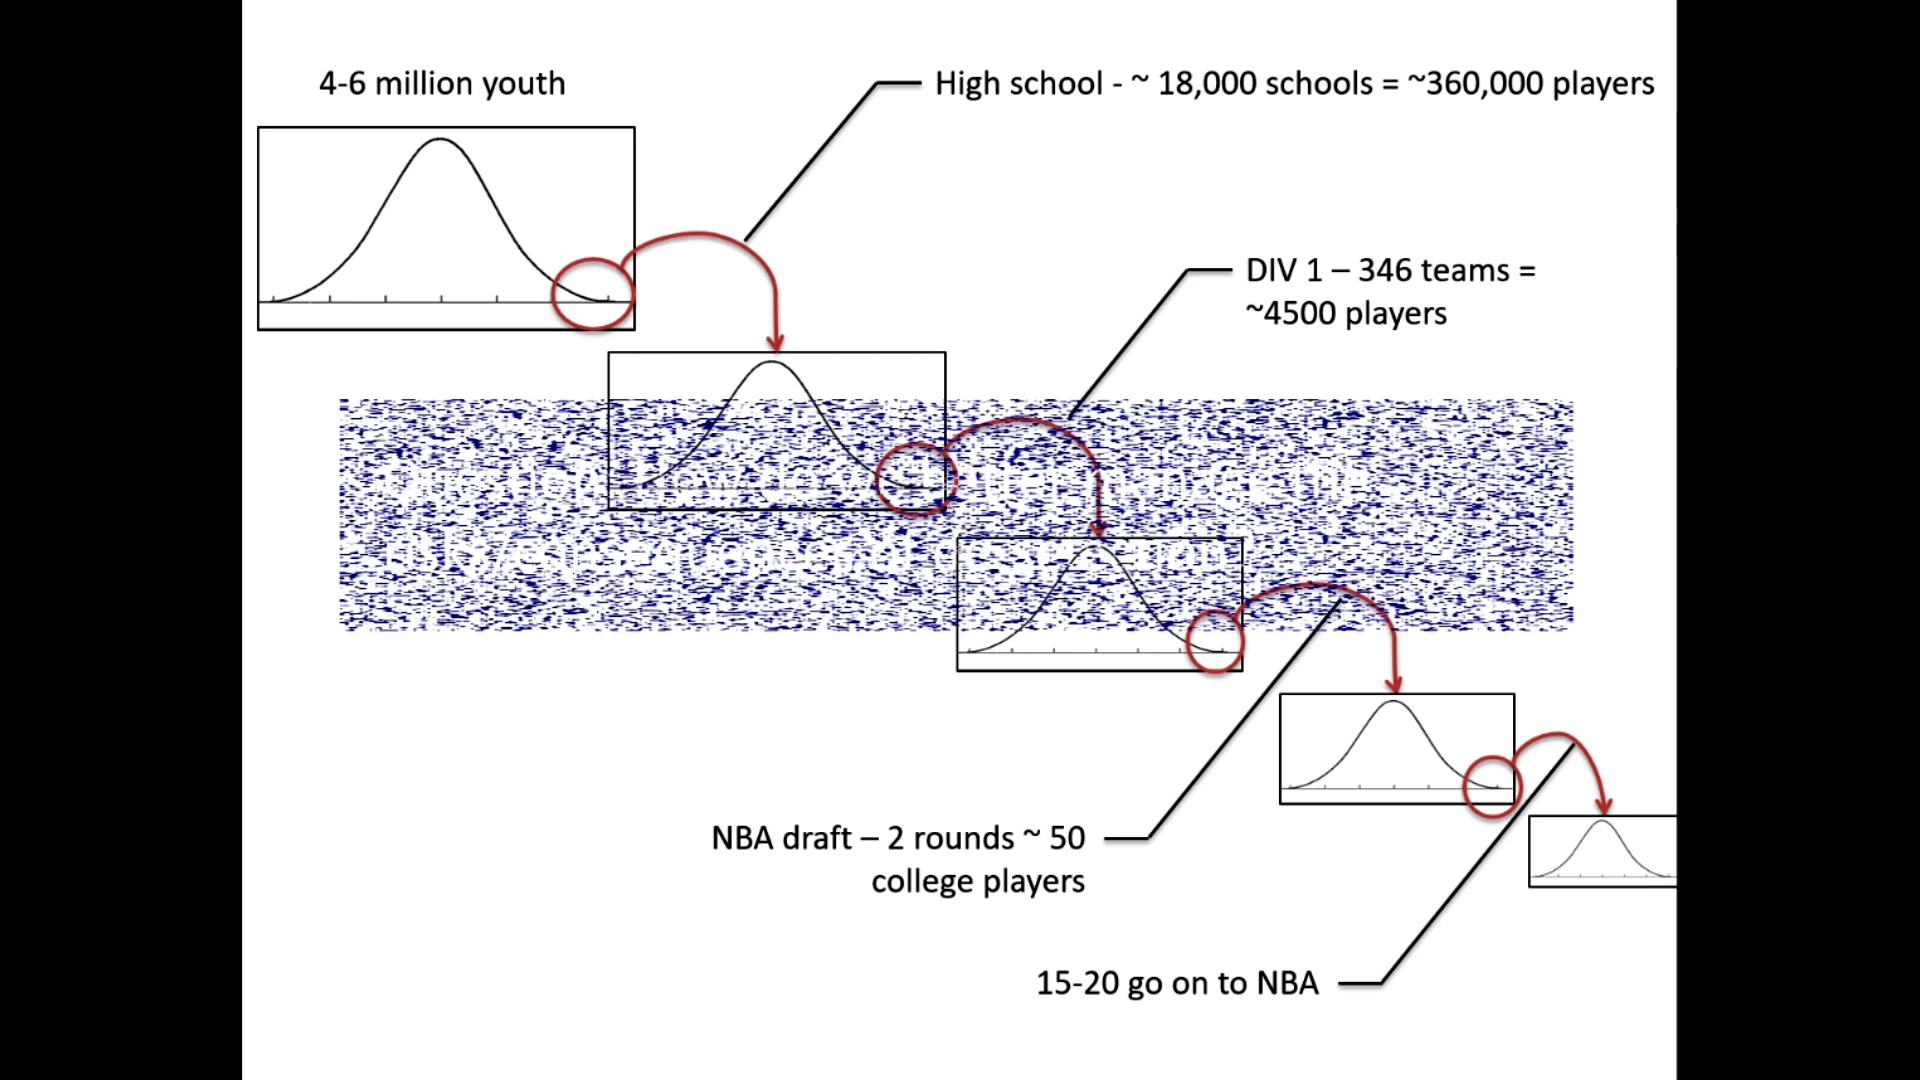 4-6 million youth
High school - ~ 18,000 schools = ~360,000 players
DIV 1 – 346 teams =
~4500 players
NBA draft – 2 rounds ~ 50
college players
15-20 go on to NBA